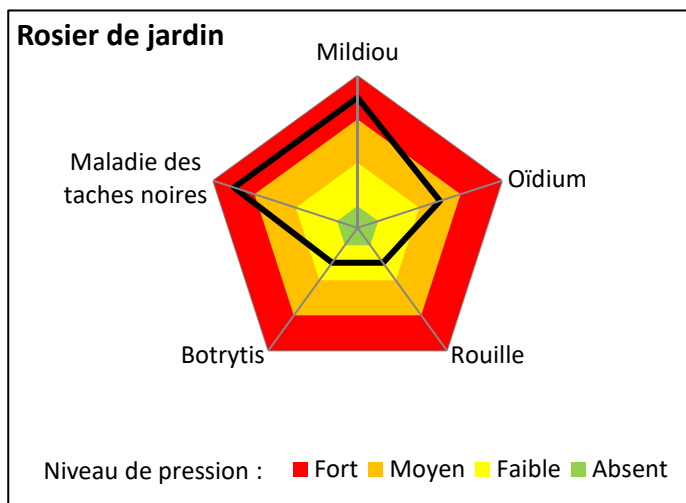 Rosier de jardin
Mildiou
Maladie des
taches noires
Oïdium
Botrytis
Rouille
Niveau de pression : Fort Moyen Faible Absent